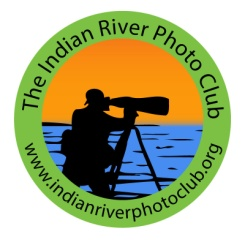 The Indian River Photo Club
www.indianriverphotoclub.org